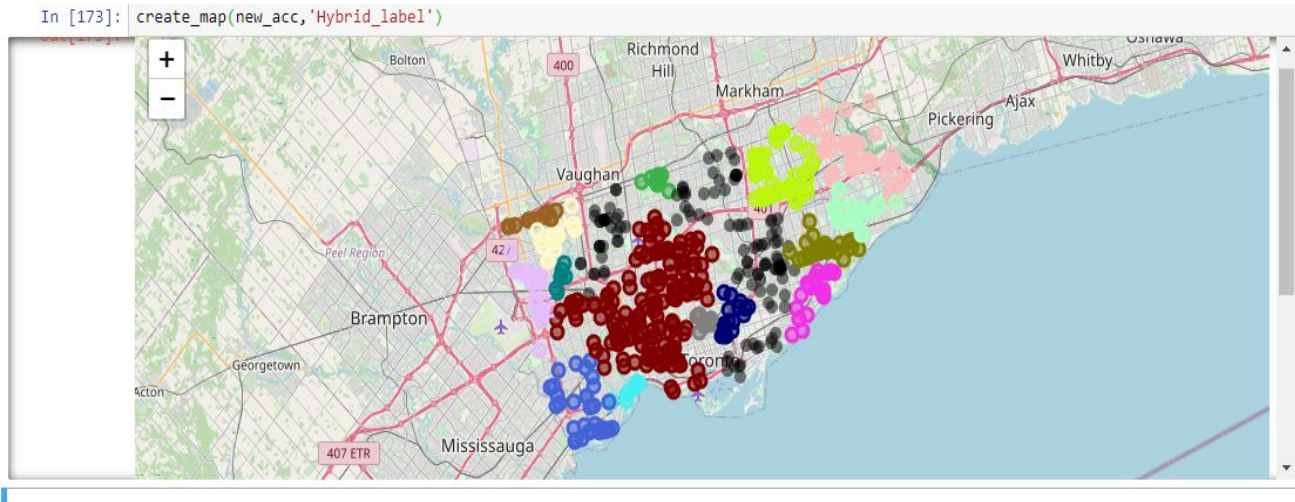 In [173]: create_map(new_acc,'Hybrid_label')
+
−
Bolton
400
Richmond
Hill
Oshawa
Whitby
Markham
Ajax
Pickering
Vaughan
401
Peel Region
Brampton
Georgetown
Toronto
Acton
Mississauga
407 ETR